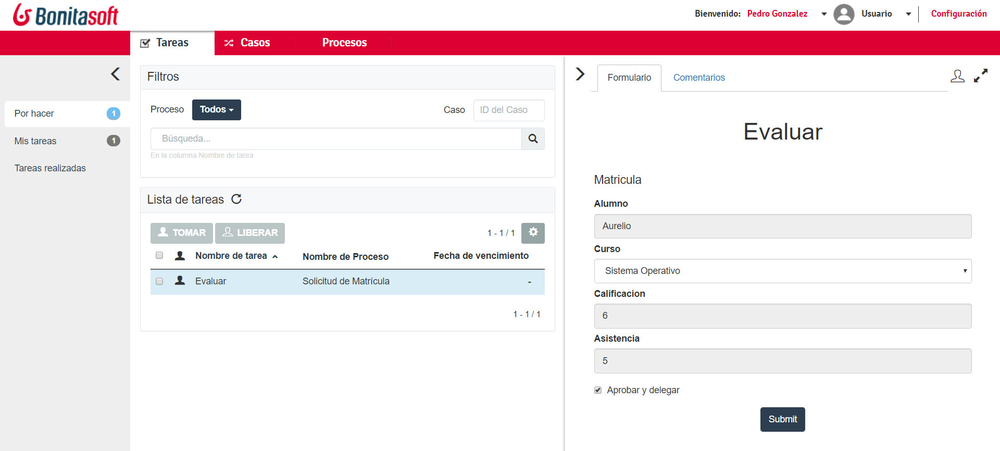 Bonitasoft
Bienvenido: Pedro Gonzalez Usuario Configuración
Tareas Casos Procesos
Por hacer 1
Mis tareas 1
Tareas realizadas
Filtros
Proceso Todos Caso ID del Caso
Búsqueda...
En la columna Nombre de tarea
Lista de tareas
TOMAR LIBERAR 1 - 1 / 1
Nombre de tarea Nombre de Proceso Fecha de vencimiento
Evaluar Solicitud de Matrícula -
1 - 1 / 1
Formulario Comentarios
Evaluar
Matricula
Alumno
Aurelio
Curso
Sistema Operativo
Calificacion
6
Asistencia
5
Aprobar y delegar
Submit